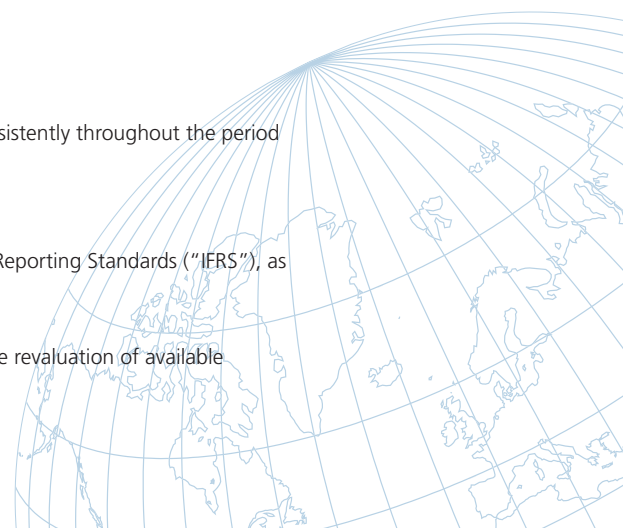 sistently throughout the period
Reporting Standards (“IFRS”), as
e revaluation of available